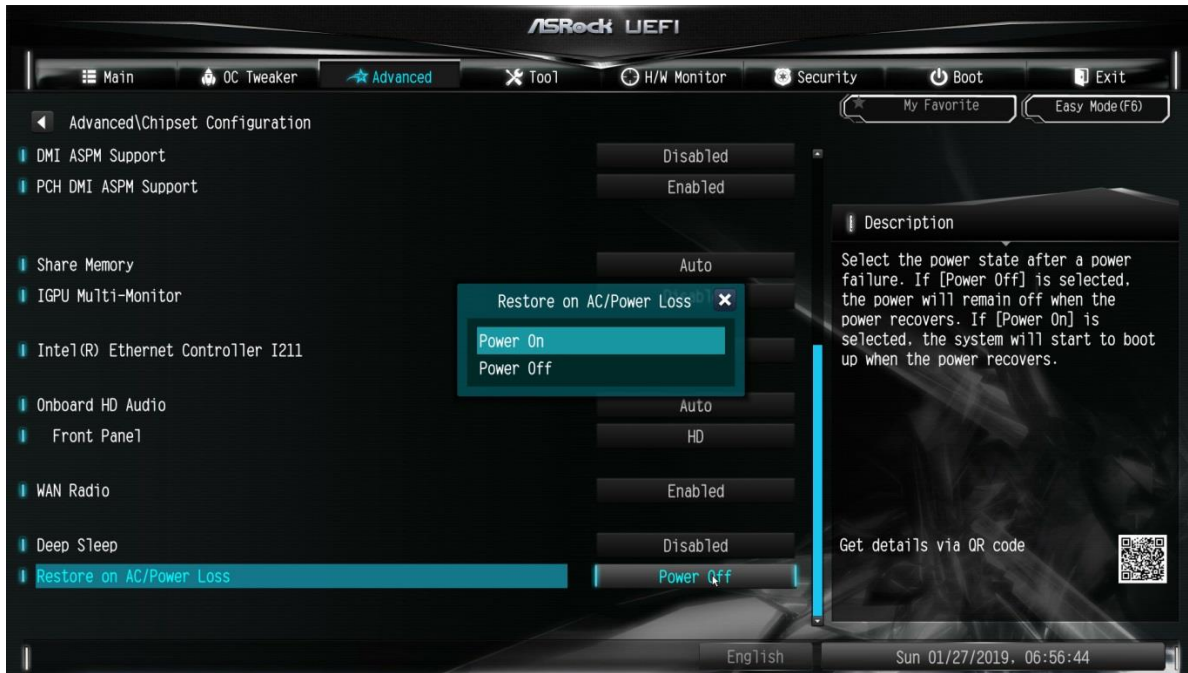 ASRock UEFI
Main OC Tweaker Advanced Tool H/W Monitor Security Boot Exit
My Favorite Easy Mode(F6)
Advanced\Chipset Configuration
DMI ASPM Support Disabled
PCH DMI ASPM Support Enabled
Description
Select the power state after a power
failure. If [Power Off] is selected,
the power will remain off when the
power recovers. If [Power On] is
selected, the system will start to boot
up when the power recovers.
Share Memory Auto
IGPU Multi-Monitor
Restore on AC/Power Loss
Power On
Power Off
Intel(R) Ethernet Controller I211
Onboard HD Audio Auto
Front Panel HD
WAN Radio Enabled
Deep Sleep Disabled
Restore on AC/Power Loss Power Off
Get details via QR code
English Sun 01/27/2019, 06:56:44